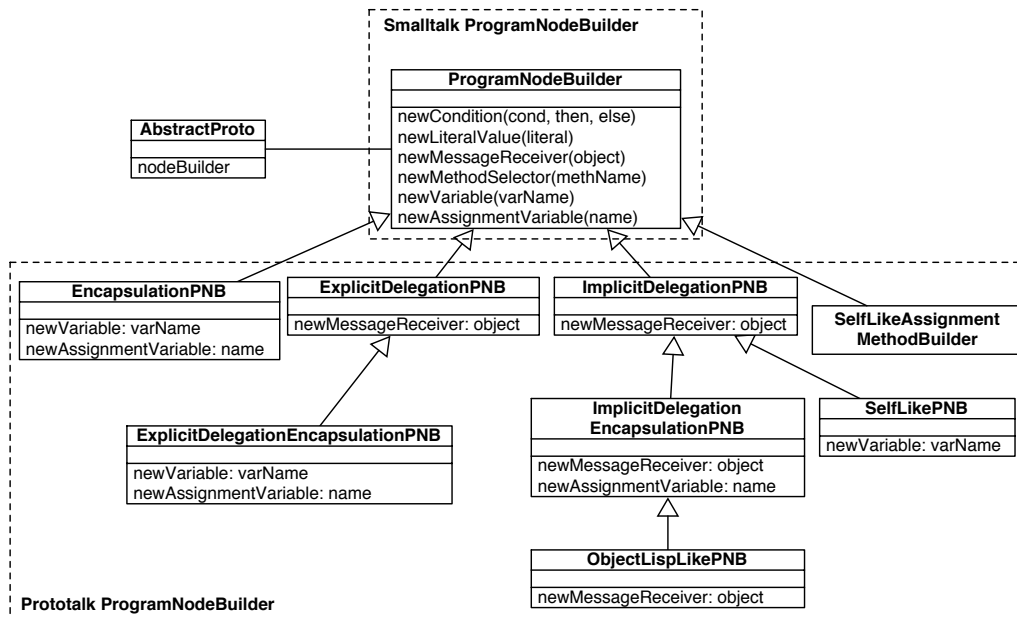 Smalltalk ProgramNodeBuilder
ProgramNodeBuilder
newCondition(cond, then, else)
newLiteralValue(literal)
newMessageReceiver(object)
newMethodSelector(methName)
newVariable(varName)
newAssignmentVariable(name)
AbstractProto
nodeBuilder
EncapsulationPNB
newVariable: varName
newAssignmentVariable: name
ExplicitDelegationPNB
newMessageReceiver: object
ImplicitDelegationPNB
newMessageReceiver: object
SelfLikeAssignment
MethodBuilder
ExplicitDelegationEncapsulationPNB
newVariable: varName
newAssignmentVariable: name
ImplicitDelegation
EncapsulationPNB
newMessageReceiver: object
newAssignmentVariable: name
SelfLikePNB
newVariable: varName
ObjectLispLikePNB
newMessageReceiver: object
Prototalk ProgramNodeBuilder